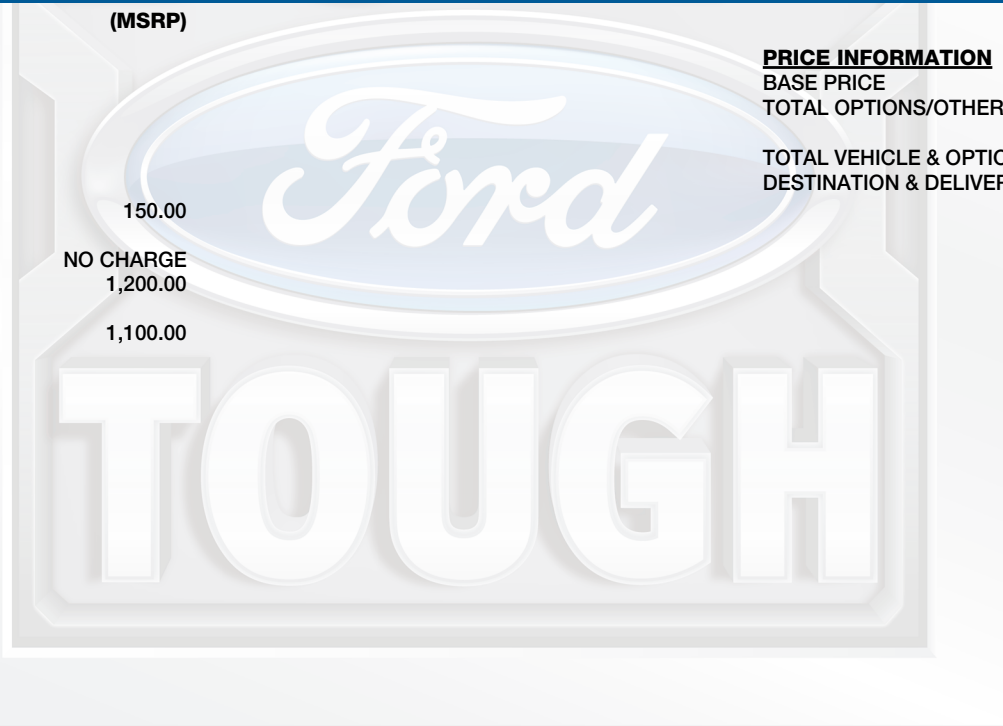 (MSRP)
150.00
NO CHARGE
1,200.00
1,100.00
PRICE INFORMATION
BASE PRICE
TOTAL OPTIONS/OTHER
TOTAL VEHICLE & OPTIO
DESTINATION & DELIVER
Ford
TOUGH